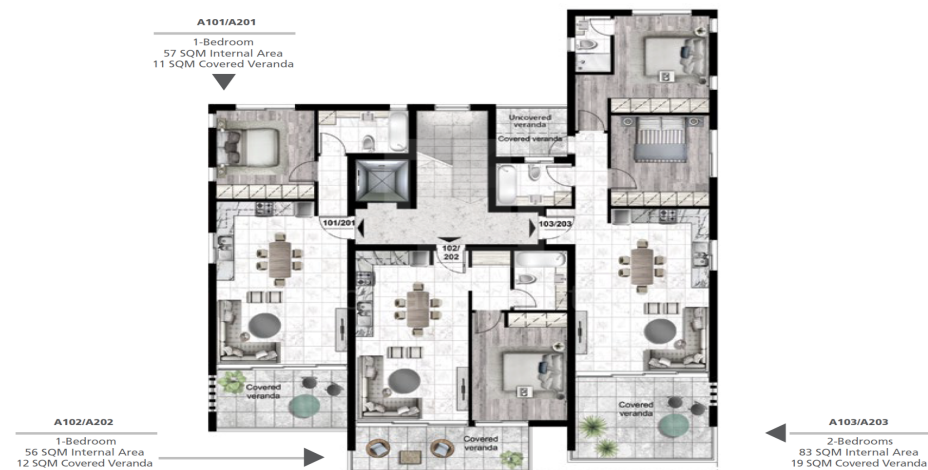 A101/A201
1-Bedroom
57 SQM Internal Area
11 SQM Covered Veranda
Uncovered
veranda
Covered veranda
101/201
103/203
102/
202
Covered
veranda
Covered
veranda
Covered
veranda
A102/A202
1-Bedroom
56 SQM Internal Area
12 SQM Covered Veranda
A103/A203
2-Bedrooms
83 SQM Internal Area
19 SQM Covered Veranda